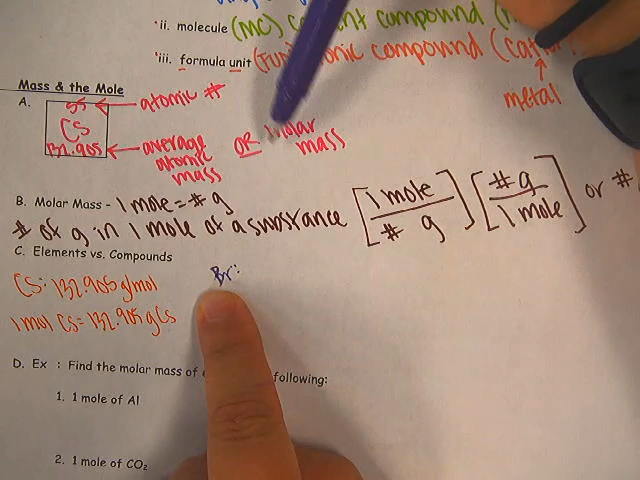 ii. molecule (mc) compound
iii. formula unit (fun) ionic compound (
metal
Mass & the Mole
A.
55 ← atomic #
Cs
132.905 ← average atomic mass OR molar mass
B. Molar Mass - 1 mole = # g
# of g in 1 mole of a substance [1 mole / # g] [# g / 1 mole] or #
C. Elements vs. Compounds
Cs: 132.905 g/mol
Br:
1 mol Cs = 132.905 g Cs
D. Ex : Find the molar mass of following:
1. 1 mole of Al
2. 1 mole of CO₂